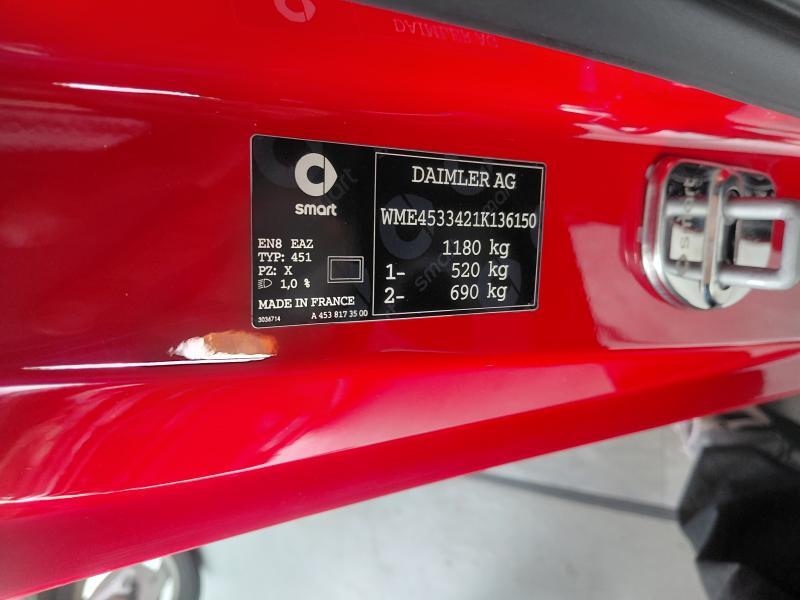 smart
EN8 EAZ
TYP: 451
PZ: X
1,0 %
MADE IN FRANCE
3036714
A 453 817 35 00
DAIMLER AG
WME4533421K136150
1180 kg
1- 520 kg
2- 690 kg